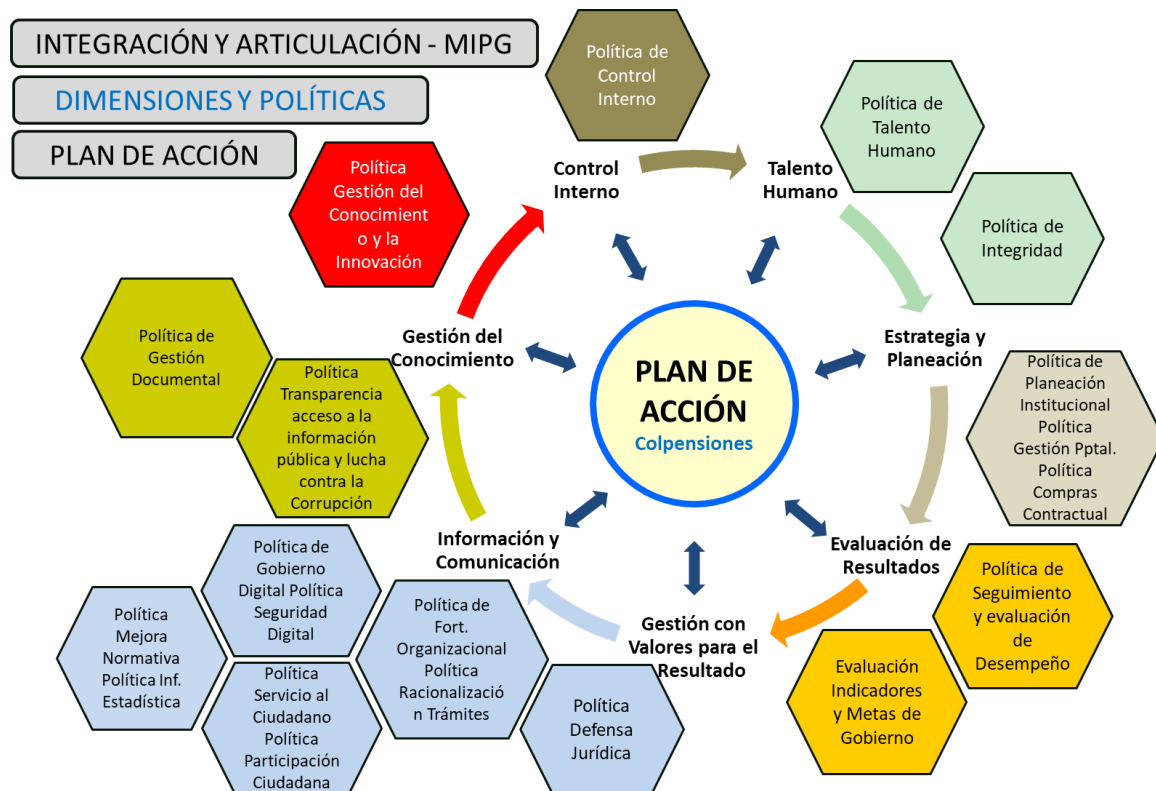 INTEGRACIÓN Y ARTICULACIÓN - MIPG
DIMENSIONES Y POLÍTICAS
PLAN DE ACCIÓN
Política de
Control
Interno
Política de
Talento
Humano
Política de
Integridad
Política
Gestión del
Conocimient
o y la
Innovación
Control
Interno
Talento
Humano
Política de
Gestión
Documental
Política
Transparencia
acceso a la
información
pública y lucha
contra la
Corrupción
Gestión del
Conocimiento
PLAN DE
ACCIÓN
Colpensiones
Estrategia y
Planeación
Política de
Planeación
Institucional
Política
Gestión Pptal.
Política
Compras
Contractual
Información y
Comunicación
Gestión con
Valores para el
Resultado
Evaluación de
Resultados
Política de
Seguimiento
y evaluación
de
Desempeño
Evaluación
Indicadores
y Metas de
Gobierno
Política de
Gobierno
Digital Política
Seguridad
Digital
Política
Mejora
Normativa
Política Inf.
Estadística
Política
Servicio al
Ciudadano
Política
Participación
Ciudadana
Política de
Fort.
Organizacional
Política
Racionalizació
n Trámites
Política
Defensa
Jurídica